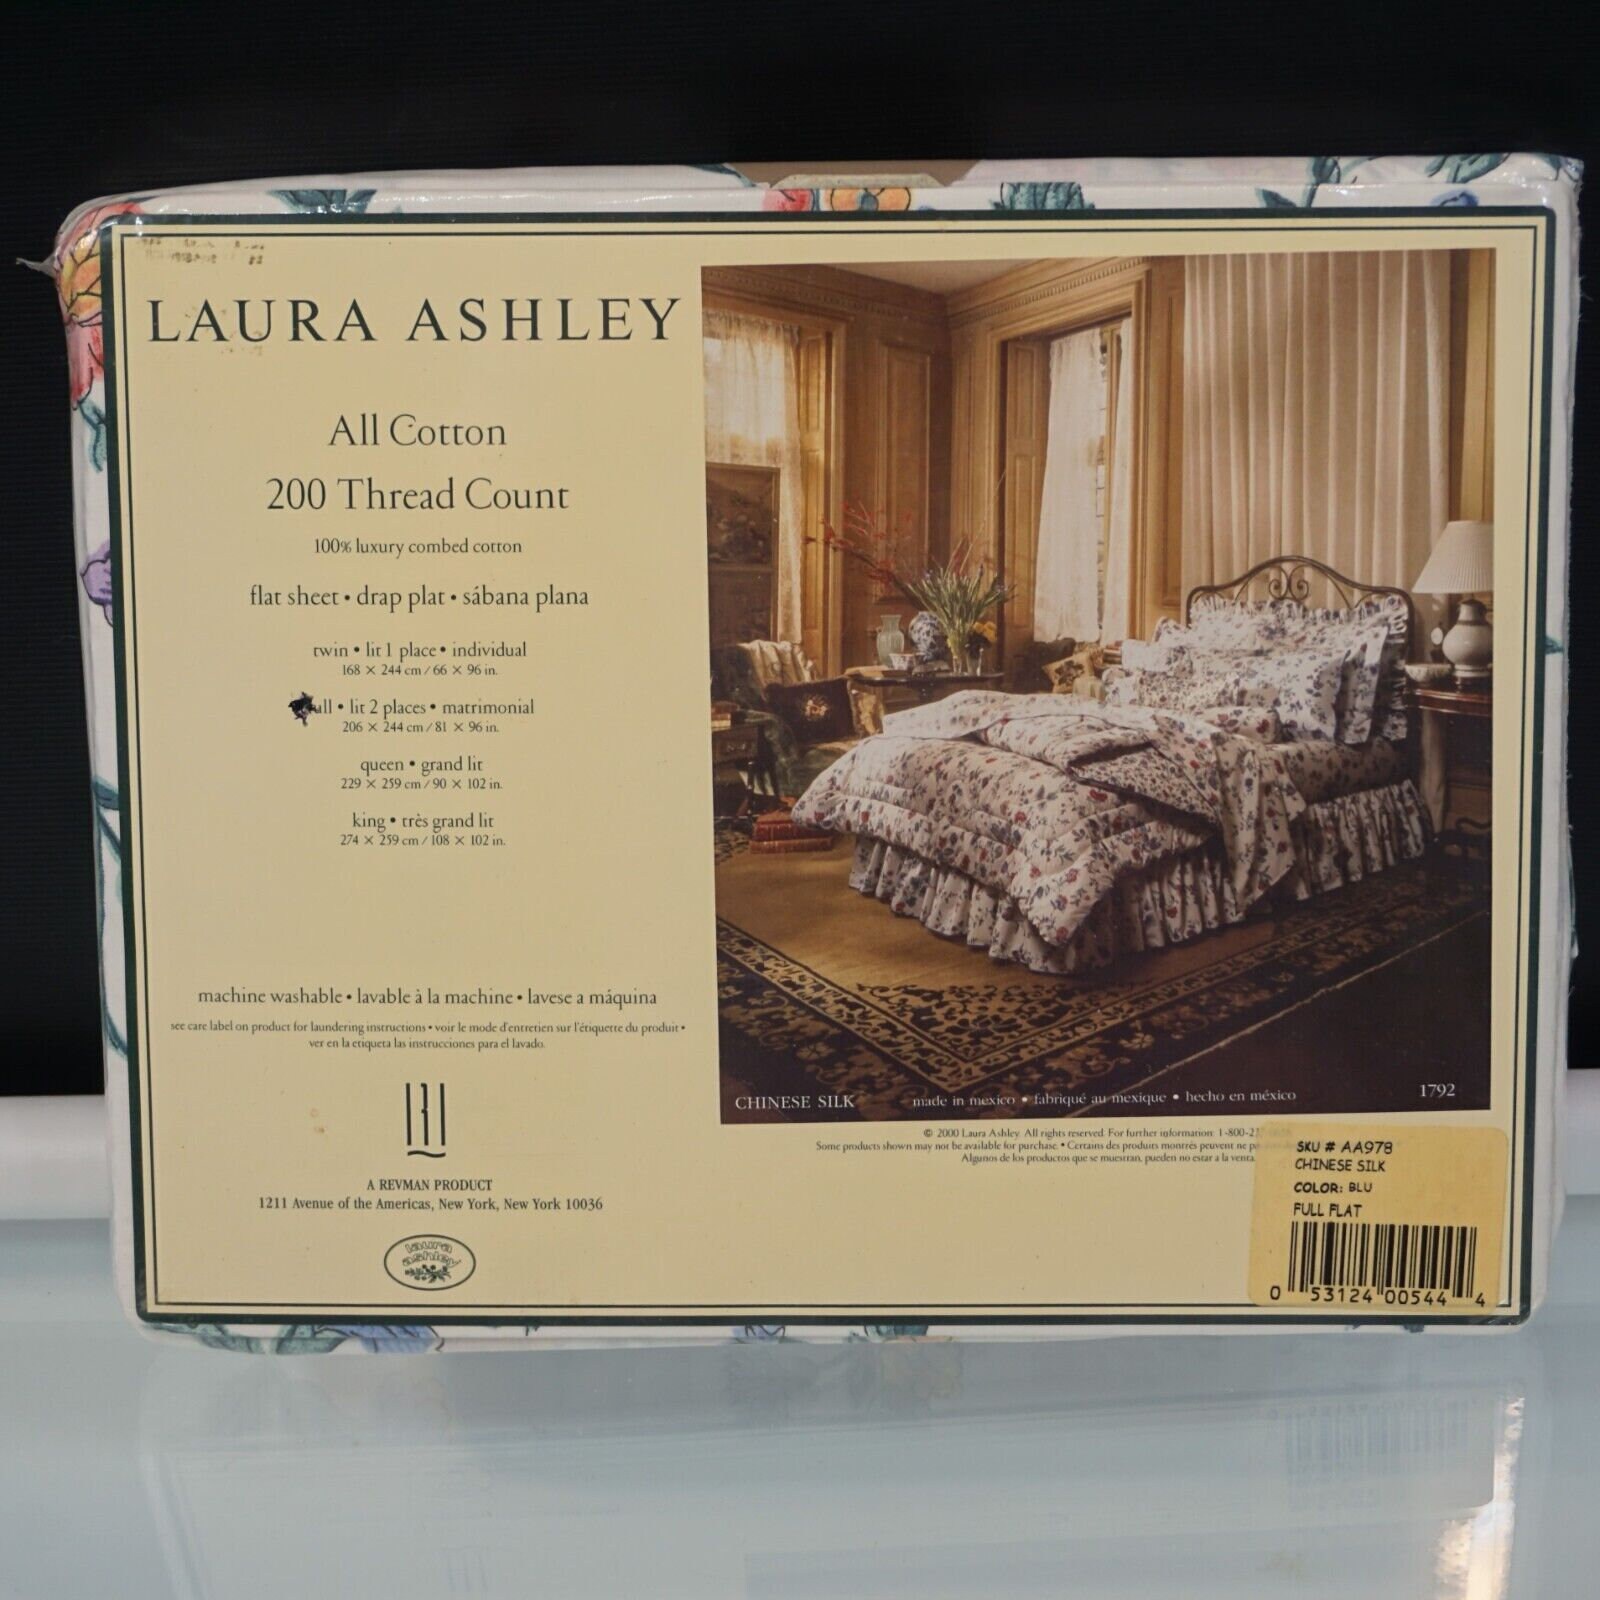 LAURA ASHLEY
All Cotton
200 Thread Count
100% luxury combed cotton
flat sheet • drap plat • sábana plana
twin • lit 1 place • individual
168 × 244 cm / 66 × 96 in.
ull • lit 2 places • matrimonial
206 × 244 cm / 81 × 96 in.
queen • grand lit
229 × 259 cm / 90 × 102 in.
king • très grand lit
274 × 259 cm / 108 × 102 in.
machine washable • lavable à la machine • lavese a máquina
see care label on product for laundering instructions • voir le mode d'entretien sur l'étiquette du produit •
ver en la etiqueta las instrucciones para el lavado.
A REVMAN PRODUCT
1211 Avenue of the Americas, New York, New York 10036
laura
ashley
CHINESE SILK made in mexico • fabriqué au mexique • hecho en méxico 1792
© 2000 Laura Ashley. All rights reserved. For further information: 1-800-2
Some products shown may not be available for purchase. • Certains des produits montrés peuvent ne
Algunos de los productos que se muestran, pueden no estar a la venta.
SKU # AA978
CHINESE SILK
COLOR: BLU
FULL FLAT
0 53124 00544 4